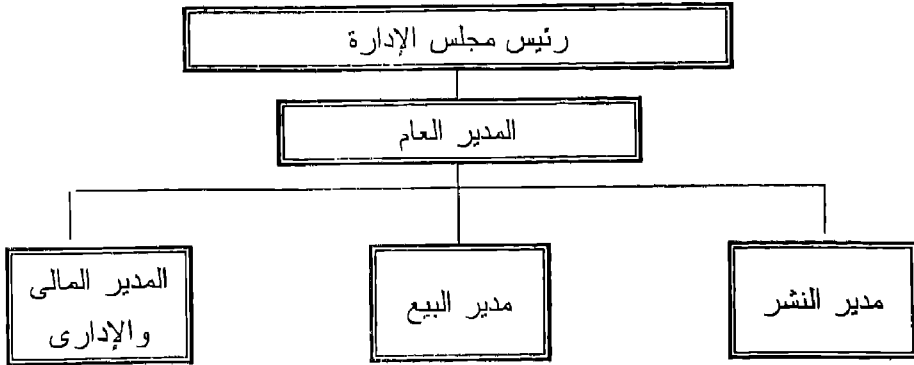 رئيس مجلس الإدارة
المدير العام
مدير النشر
مدير البيع
المدير المالى
والإدارى